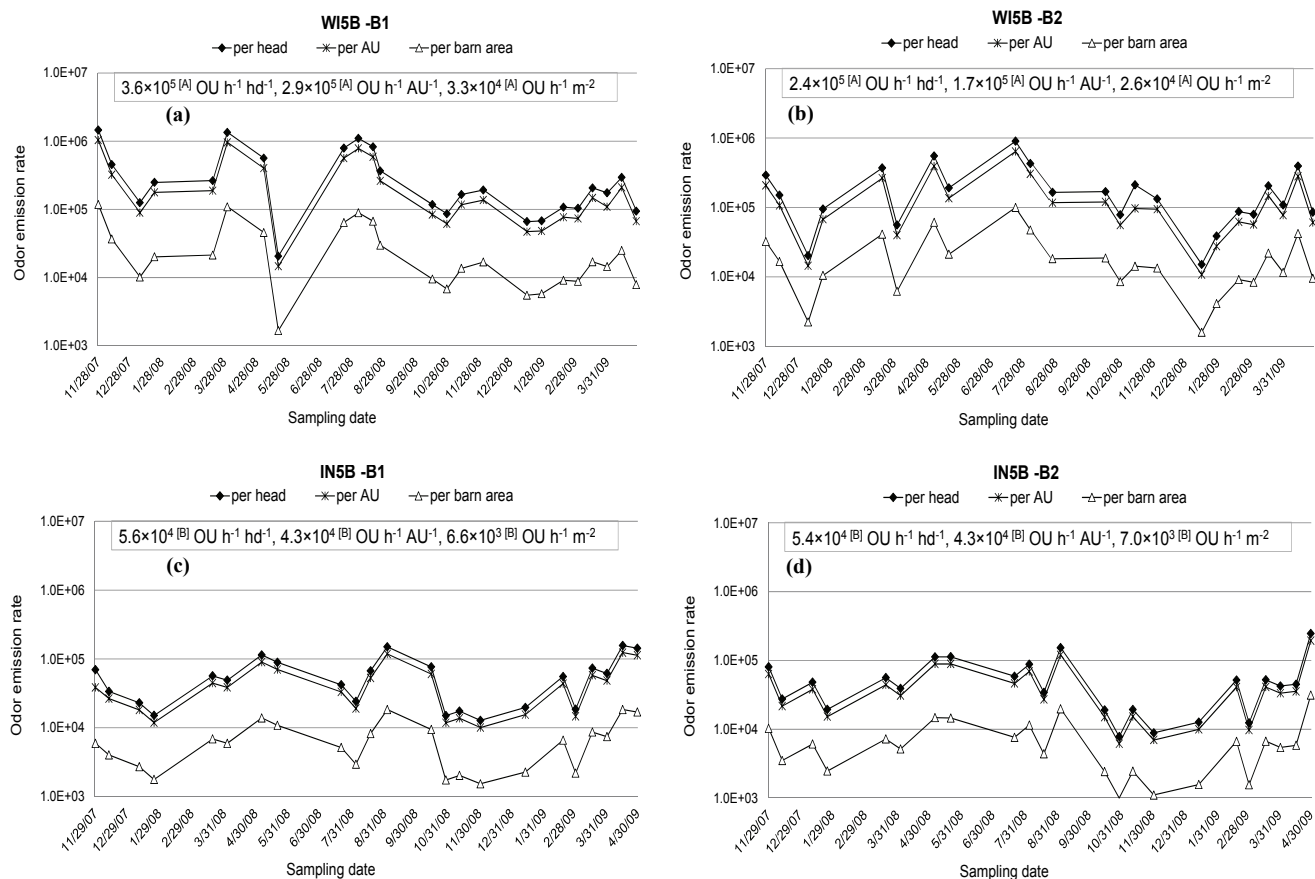 WI5B -B1
per head per AU per barn area
3.6×10⁵ [A] OU h⁻¹ hd⁻¹, 2.9×10⁵ [A] OU h⁻¹ AU⁻¹, 3.3×10⁴ [A] OU h⁻¹ m⁻²
(a)
Odor emission rate
1.0E+07
1.0E+06
1.0E+05
1.0E+04
1.0E+03
11/28/07 12/28/07 1/28/08 2/28/08 3/28/08 4/28/08 5/28/08 6/28/08 7/28/08 8/28/08 9/28/08 10/28/08 11/28/08 12/28/08 1/28/09 2/28/09 3/31/09
Sampling date
WI5B -B2
per head per AU per barn area
2.4×10⁵ [A] OU h⁻¹ hd⁻¹, 1.7×10⁵ [A] OU h⁻¹ AU⁻¹, 2.6×10⁴ [A] OU h⁻¹ m⁻²
(b)
Odor emission rate
1.0E+07
1.0E+06
1.0E+05
1.0E+04
1.0E+03
11/28/07 12/28/07 1/28/08 2/28/08 3/28/08 4/28/08 5/28/08 6/28/08 7/28/08 8/28/08 9/28/08 10/28/08 11/28/08 12/28/08 1/28/09 2/28/09 3/31/09
Sampling date
IN5B -B1
per head per AU per barn area
5.6×10⁴ [B] OU h⁻¹ hd⁻¹, 4.3×10⁴ [B] OU h⁻¹ AU⁻¹, 6.6×10³ [B] OU h⁻¹ m⁻²
(c)
Odor emission rate
1.0E+07
1.0E+06
1.0E+05
1.0E+04
1.0E+03
11/29/07 12/29/07 1/29/08 2/29/08 3/31/08 4/30/08 5/31/08 6/30/08 7/31/08 8/31/08 9/30/08 10/31/08 11/30/08 12/31/08 1/31/09 2/28/09 3/31/09 4/30/09
Sampling date
IN5B -B2
per head per AU per barn area
5.4×10⁴ [B] OU h⁻¹ hd⁻¹, 4.3×10⁴ [B] OU h⁻¹ AU⁻¹, 7.0×10³ [B] OU h⁻¹ m⁻²
(d)
Odor emission rate
1.0E+07
1.0E+06
1.0E+05
1.0E+04
1.0E+03
11/29/07 12/29/07 1/29/08 2/29/08 3/31/08 4/30/08 5/31/08 6/30/08 7/31/08 8/31/08 9/30/08 10/31/08 11/30/08 12/31/08 1/31/09 2/28/09 3/31/09 4/30/09
Sampling date